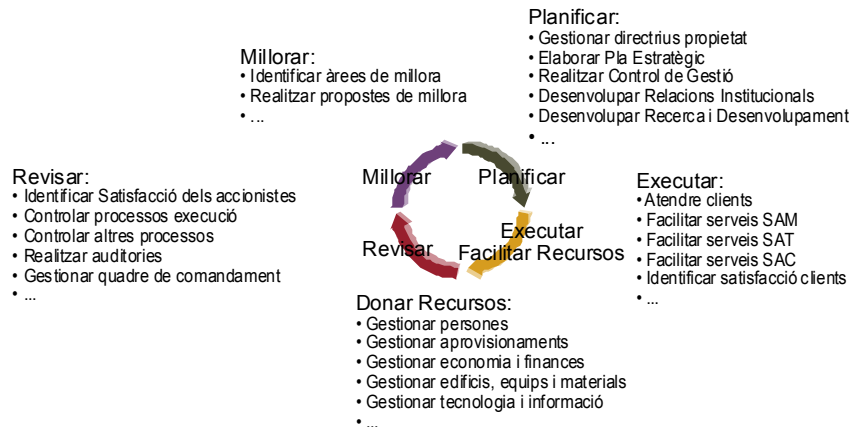 Planificar:
• Gestionar directrius propietat
• Elaborar Pla Estratègic
• Realitzar Control de Gestió
• Desenvolupar Relacions Institucionals
• Desenvolupar Recerca i Desenvolupament
• ...
Millorar:
• Identificar àrees de millora
• Realitzar propostes de millora
• ...
Revisar:
• Identificar Satisfacció dels accionistes
• Controlar processos execució
• Controlar altres processos
• Realitzar auditories
• Gestionar quadre de comandament
• ...
Millorar
Planificar
Revisar
Executar
Facilitar Recursos
Executar:
• Atendre clients
• Facilitar serveis SAM
• Facilitar serveis SAT
• Facilitar serveis SAC
• Identificar satisfacció clients
• ...
Donar Recursos:
• Gestionar persones
• Gestionar aprovisionaments
• Gestionar economia i finances
• Gestionar edificis, equips i materials
• Gestionar tecnologia i informació
• ...